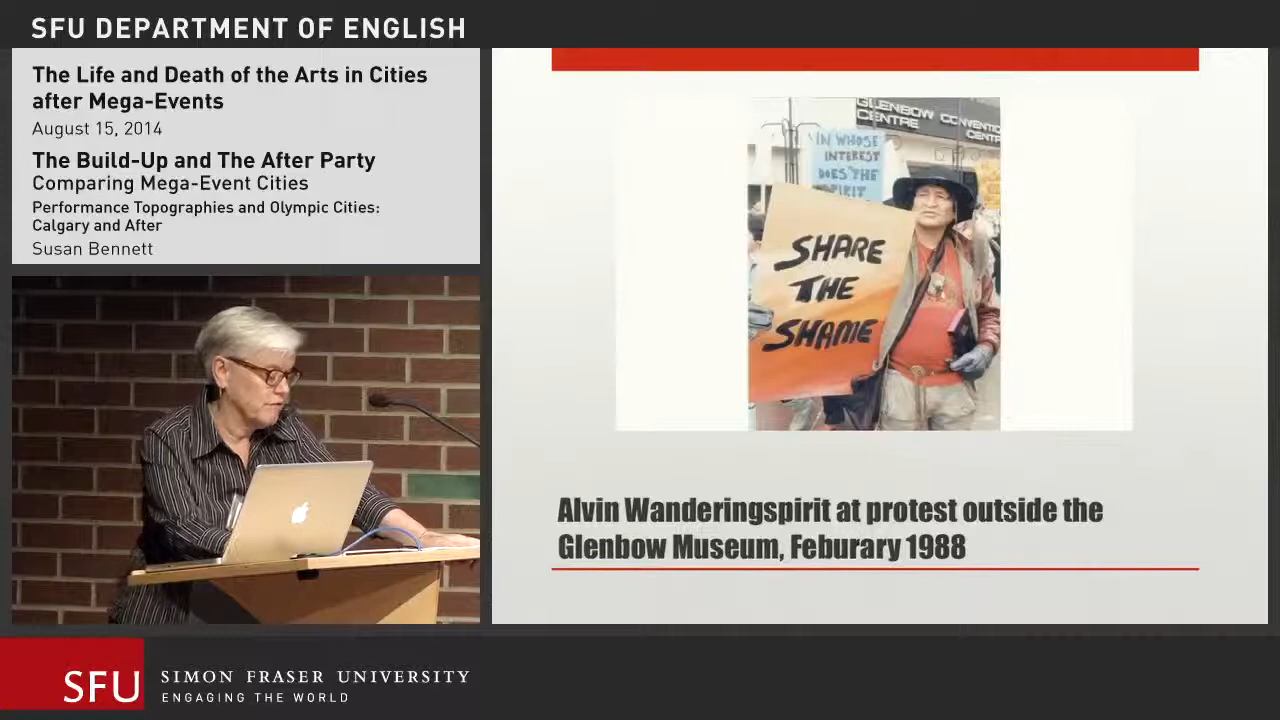 SFU DEPARTMENT OF ENGLISH
The Life and Death of the Arts in Cities
after Mega-Events
August 15, 2014
The Build-Up and The After Party
Comparing Mega-Event Cities
Performance Topographies and Olympic Cities:
Calgary and After
Susan Bennett
GLENBOW
CENTRE
CONVENTION
CENTR
IN WHOSE
INTEREST
DOES THE
SPIRIT
SHARE
THE
SHAME
Alvin Wanderingspirit at protest outside the
Glenbow Museum, Feburary 1988
SFU
SIMON FRASER UNIVERSITY
ENGAGING THE WORLD